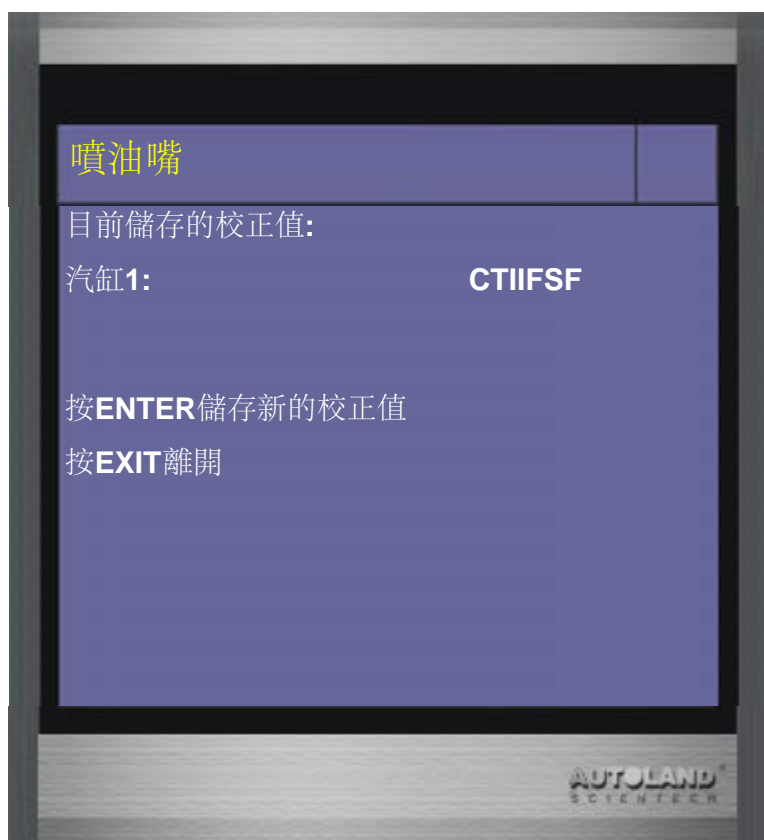 噴油嘴
目前儲存的校正值:
汽缸1: CTIIFSF
按ENTER儲存新的校正值
按EXIT離開
AUTOLAND
SCIENTECH